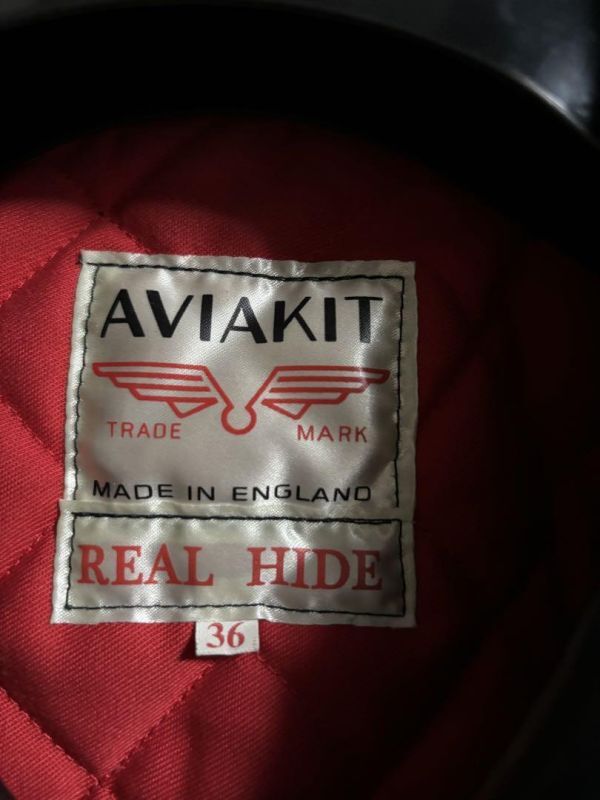 AVIAKIT
TRADE MARK
MADE IN ENGLAND
REAL HIDE
36